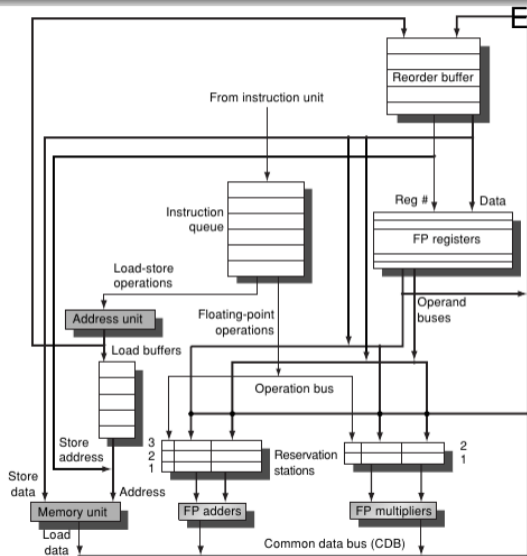 Reorder buffer
From instruction unit
Reg #
Data
Instruction
queue
FP registers
Load-store
operations
Operand
buses
Address unit
Floating-point
operations
Load buffers
Operation bus
Store
address
3
2
1
Reservation
stations
2
1
Store
data
Address
Memory unit
FP adders
FP multipliers
Load
data
Common data bus (CDB)